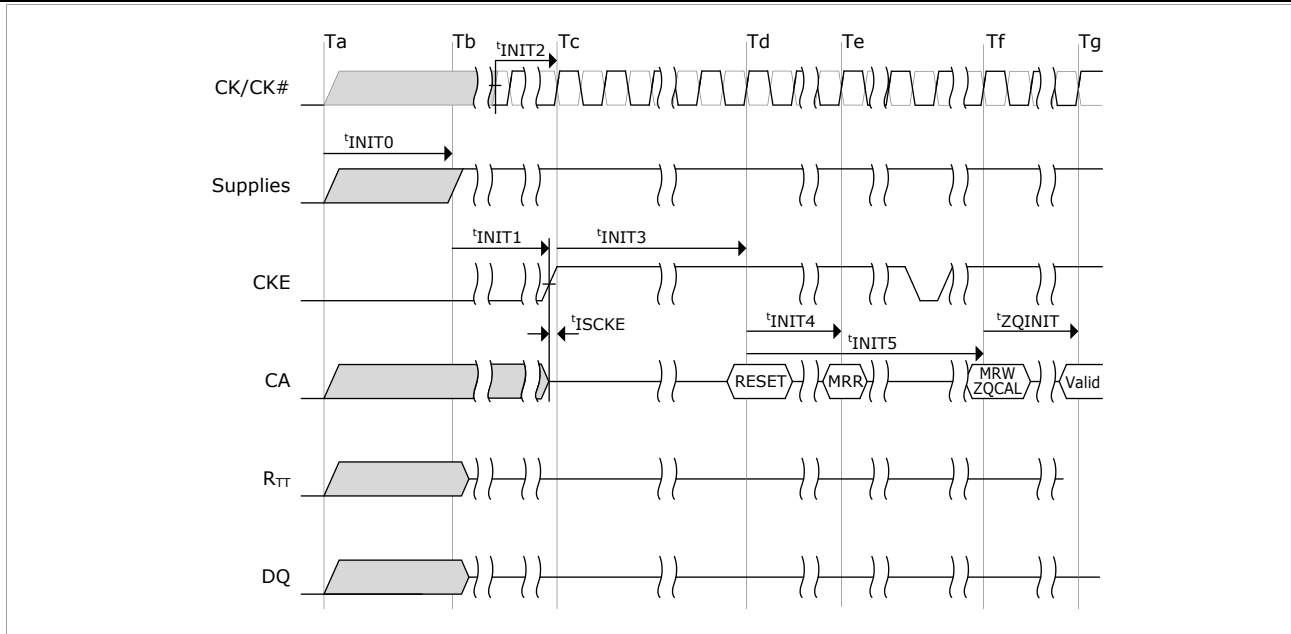 Ta Tb Tc Td Te Tf Tg
tINIT2
CK/CK#
tINIT0
Supplies
tINIT1 tINIT3
CKE
tISCKE tINIT4 tZQINIT
tINIT5
CA RESET MRR MRW ZQCAL Valid
RTT
DQ